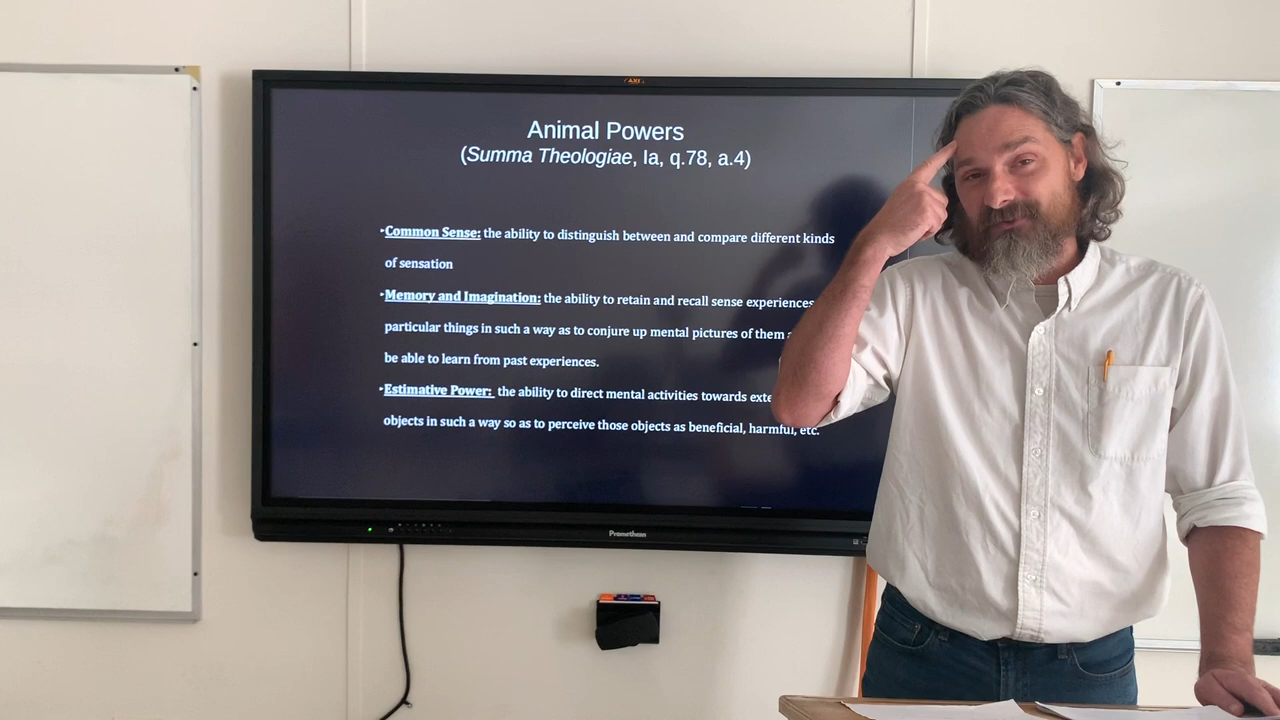 Animal Powers
(Summa Theologiae, Ia, q.78, a.4)
Common Sense: the ability to distinguish between and compare different kinds
of sensation
Memory and Imagination: the ability to retain and recall sense experiences
particular things in such a way as to conjure up mental pictures of them
be able to learn from past experiences.
Estimative Power: the ability to direct mental activities towards
objects in such a way so as to perceive those objects as beneficial, harmful, etc.
Promethean